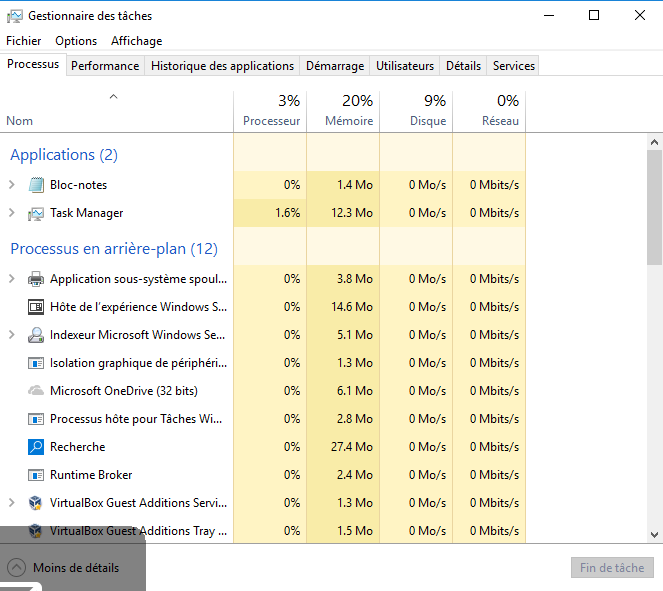 Gestionnaire des tâches
Fichier Options Affichage
Processus Performance Historique des applications Démarrage Utilisateurs Détails Services
3% 20% 9% 0%
Nom Processeur Mémoire Disque Réseau
Applications (2)
Bloc-notes 0% 1.4 Mo 0 Mo/s 0 Mbits/s
Task Manager 1.6% 12.3 Mo 0 Mo/s 0 Mbits/s
Processus en arrière-plan (12)
Application sous-système spoul... 0% 3.8 Mo 0 Mo/s 0 Mbits/s
Hôte de l'expérience Windows S... 0% 14.6 Mo 0 Mo/s 0 Mbits/s
Indexeur Microsoft Windows Se... 0% 5.1 Mo 0 Mo/s 0 Mbits/s
Isolation graphique de périphéri... 0% 1.3 Mo 0 Mo/s 0 Mbits/s
Microsoft OneDrive (32 bits) 0% 6.1 Mo 0 Mo/s 0 Mbits/s
Processus hôte pour Tâches Wi... 0% 2.8 Mo 0 Mo/s 0 Mbits/s
Recherche 0% 27.4 Mo 0 Mo/s 0 Mbits/s
Runtime Broker 0% 2.4 Mo 0 Mo/s 0 Mbits/s
VirtualBox Guest Additions Servi... 0% 1.3 Mo 0 Mo/s 0 Mbits/s
VirtualBox Guest Additions Tray ... 0% 1.5 Mo 0 Mo/s 0 Mbits/s
Moins de détails Fin de tâche